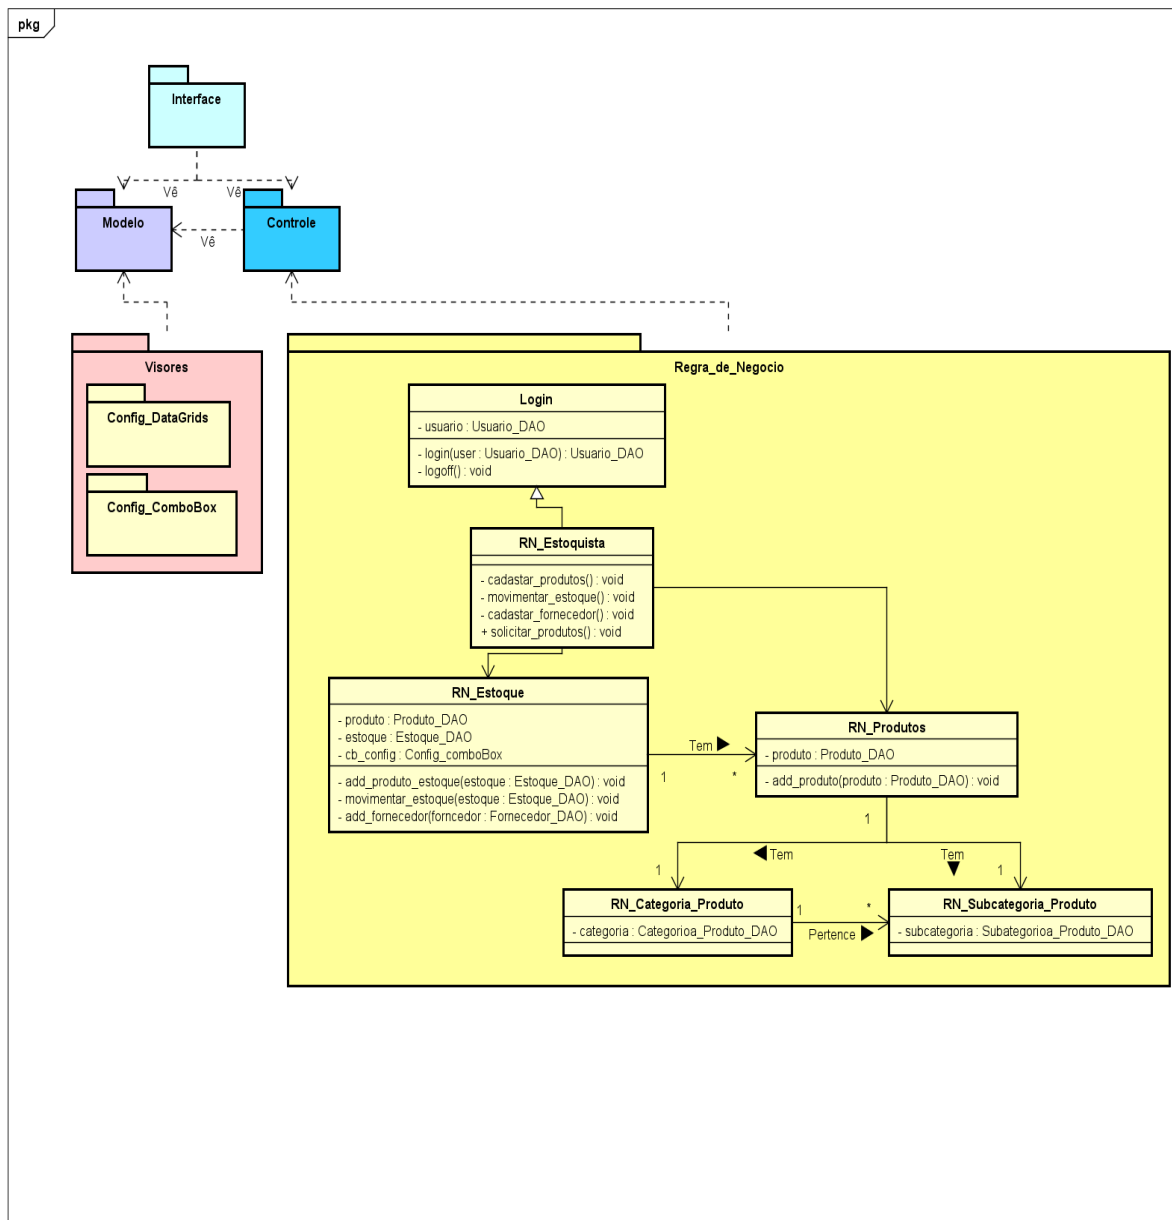 pkg
Interface
Vê
Vê
Modelo
Controle
Vê
Visores
Config_DataGrids
Config_ComboBox
Regra_de_Negocio
Login
- usuario : Usuario_DAO
- login(user : Usuario_DAO) : Usuario_DAO
- logoff() : void
RN_Estoquista
- cadastar_produtos() : void
- movimentar_estoque() : void
- cadastar_fornecedor() : void
+ solicitar_produtos() : void
RN_Estoque
- produto : Produto_DAO
- estoque : Estoque_DAO
- cb_config : Config_comboBox
- add_produto_estoque(estoque : Estoque_DAO) : void
- movimentar_estoque(estoque : Estoque_DAO) : void
- add_fornecedor(forncedor : Fornecedor_DAO) : void
Tem
1
*
RN_Produtos
- produto : Produto_DAO
- add_produto(produto : Produto_DAO) : void
1
Tem
Tem
1
1
RN_Categoria_Produto
- categoria : Categorioa_Produto_DAO
1
*
Pertence
RN_Subcategoria_Produto
- subcategoria : Subategorioa_Produto_DAO